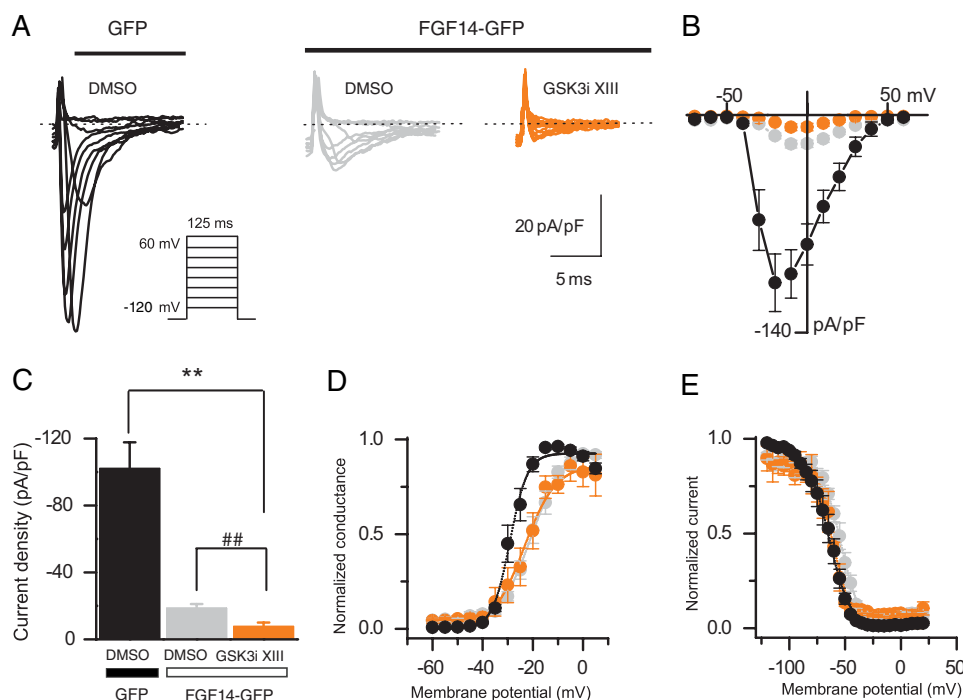 A
GFP
FGF14-GFP
DMSO
DMSO
GSK3i XIII
125 ms
60 mV
-120 mV
20 pA/pF
5 ms
B
-50
50 mV
-140
pA/pF
C
**
##
Current density (pA/pF)
-120
-80
-40
0
DMSO
DMSO
GSK3i XIII
GFP
FGF14-GFP
D
Normalized conductance
1.0
0.5
0.0
-60
-40
-20
0
Membrane potential (mV)
E
Normalized current
1.0
0.5
0.0
-100
-50
0
50
Membrane potential (mV)